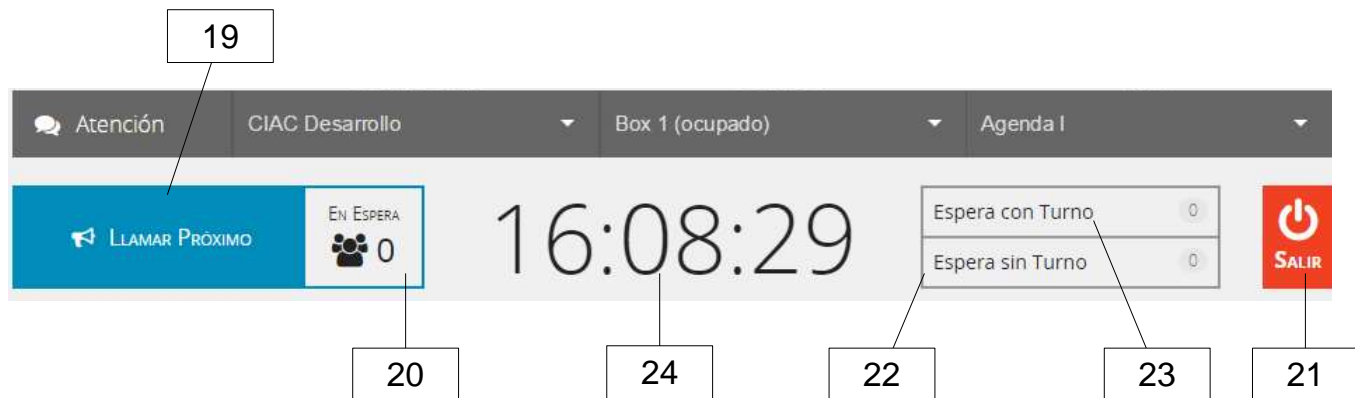 19
Atención CIAC Desarrollo Box 1 (ocupado) Agenda I
LLAMAR PRÓXIMO
EN ESPERA
0
16:08:29
Espera con Turno 0
Espera sin Turno 0
SALIR
20 24 22 23 21